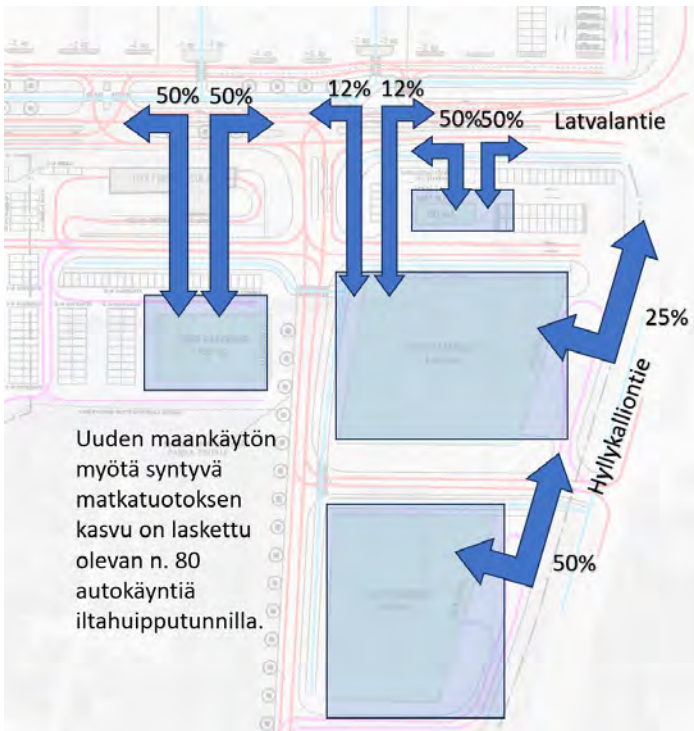 50% 50%
12% 12%
50%50%
Latvalantie
25%
Hyllykalliontie
50%
Uuden maankäytön
myötä syntyvä
matkatuotoksen
kasvu on laskettu
olevan n. 80
autokäyntiä
iltahuipputunnilla.